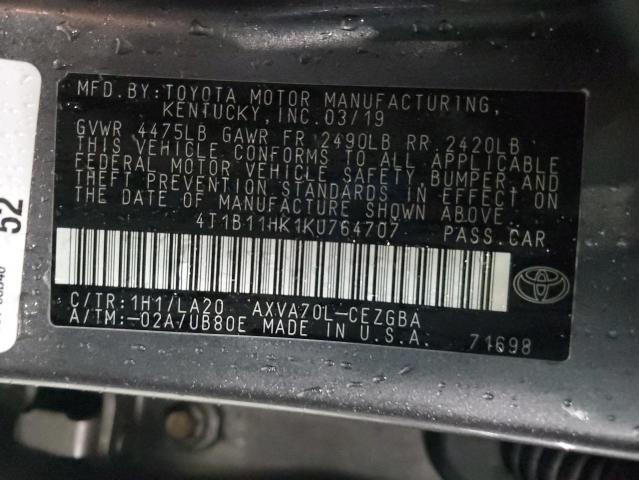 MFD.BY:TOYOTA MOTOR MANUFACTURING,
KENTUCKY, INC.03/19
GVWR 4475LB GAWR FR 2490LB RR 2420LB
THIS VEHICLE CONFORMS TO ALL APPLICABLE
FEDERAL MOTOR VEHICLE SAFETY BUMPER AND
THEFT PREVENTION STANDARDS IN EFFECT ON
THE DATE OF MANUFACTURE SHOWN ABOVE.
4T1B11HK1KU764707 PASS.CAR
C/TR:1H1/LA20 AXVA70L-CEZGBA
A/TM:-02A/UB80E MADE IN U.S.A. 71698
52